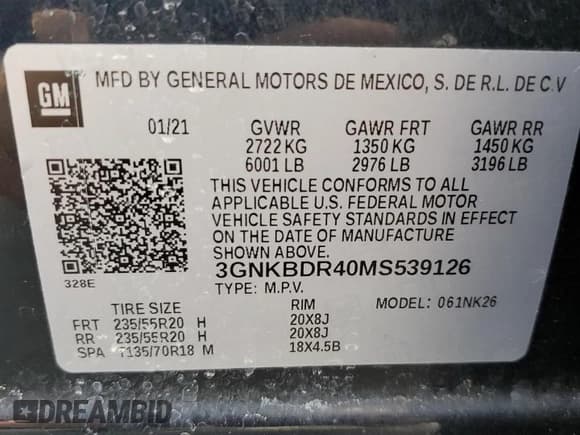 GM
MFD BY GENERAL MOTORS DE MEXICO, S. DE R.L. DE C.V
01/21 GVWR GAWR FRT GAWR RR
2722 KG 1350 KG 1450 KG
6001 LB 2976 LB 3196 LB
THIS VEHICLE CONFORMS TO ALL
APPLICABLE U.S. FEDERAL MOTOR
VEHICLE SAFETY STANDARDS IN EFFECT
ON THE DATE OF MANUFACTURE
SHOWN ABOVE.
3GNKBDR40MS539126
328E
TYPE: M.P.V. MODEL: 061NK26
TIRE SIZE RIM
FRT 235/55R20 H 20X8J
RR 235/55R20 H 20X8J
SPA T135/70R18 M 18X4.5B
DREAMBID